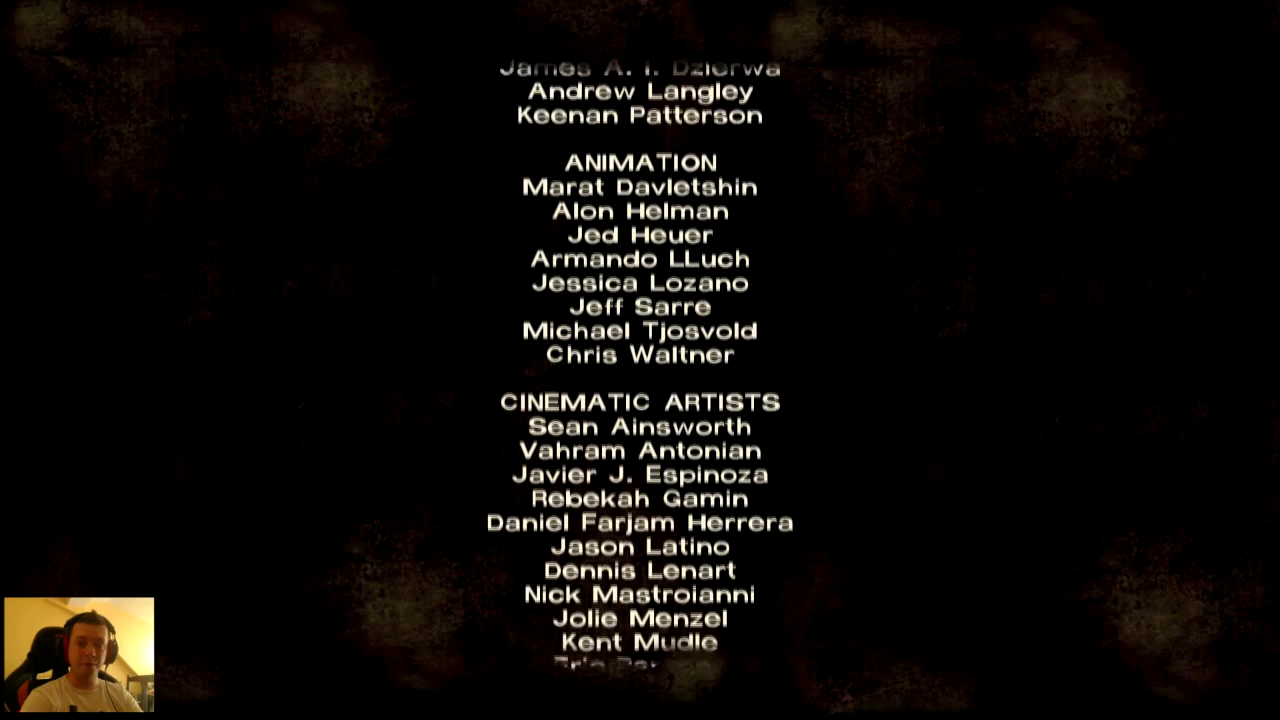 James A. I. Dzierwa
Andrew Langley
Keenan Patterson
ANIMATION
Marat Davletshin
Alon Helman
Jed Heuer
Armando LLuch
Jessica Lozano
Jeff Sarre
Michael Tjosvold
Chris Waltner
CINEMATIC ARTISTS
Sean Ainsworth
Vahram Antonian
Javier J. Espinoza
Rebekah Gamin
Daniel Farjam Herrera
Jason Latino
Dennis Lenart
Nick Mastroianni
Jolie Menzel
Kent Mudle